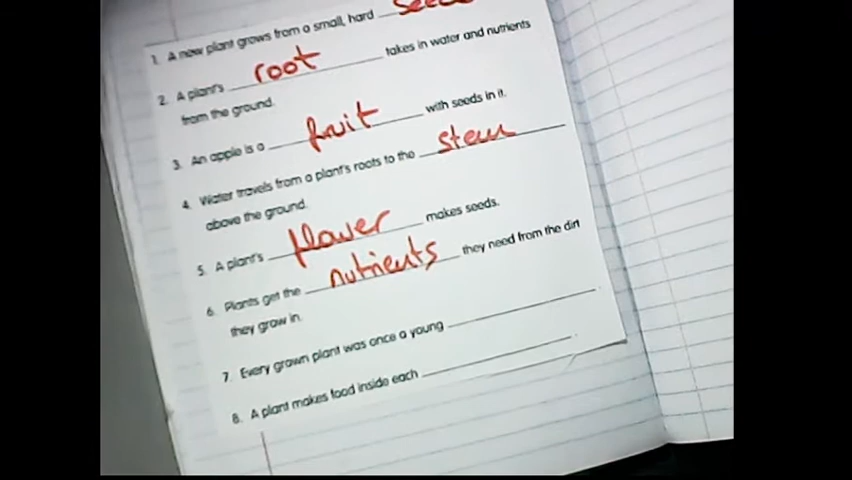 1. A new plant grows from a small, hard seed
2. A plant's root takes in water and nutrients
from the ground.
3. An apple is a fruit with seeds in it.
4. Water travels from a plant's roots to the stem
above the ground.
5. A plant's flower makes seeds.
6. Plants get the nutrients they need from the dirt
they grow in.
7. Every grown plant was once a young
8. A plant makes food inside each